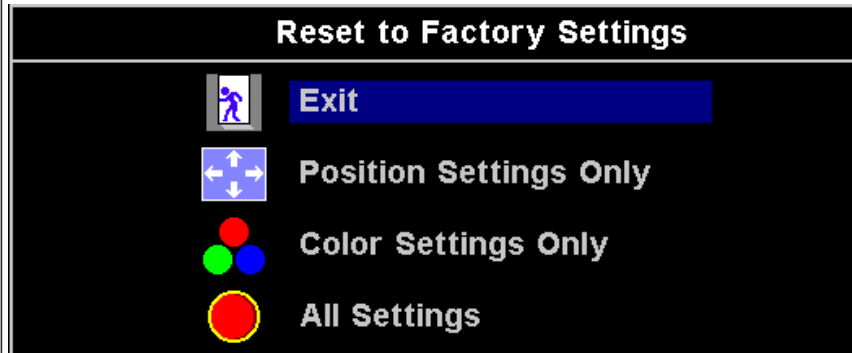 Reset to Factory Settings
Exit
Position Settings Only
Color Settings Only
All Settings